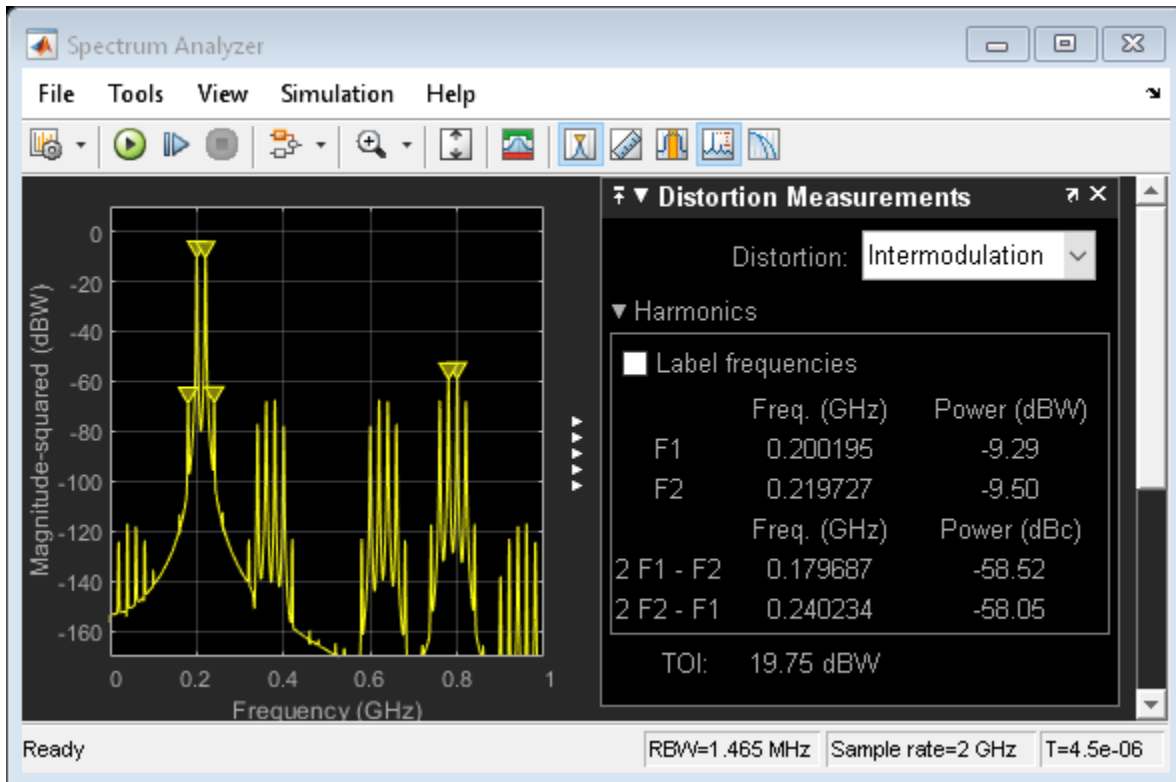 Spectrum Analyzer
File Tools View Simulation Help
Distortion Measurements
Distortion: Intermodulation
Harmonics
Label frequencies
Freq. (GHz) Power (dBW)
F1 0.200195 -9.29
F2 0.219727 -9.50
Freq. (GHz) Power (dBc)
2 F1 - F2 0.179687 -58.52
2 F2 - F1 0.240234 -58.05
TOI: 19.75 dBW
Magnitude-squared (dBW)
0
-20
-40
-60
-80
-100
-120
-140
-160
0 0.2 0.4 0.6 0.8 1
Frequency (GHz)
Ready RBW=1.465 MHz Sample rate=2 GHz T=4.5e-06